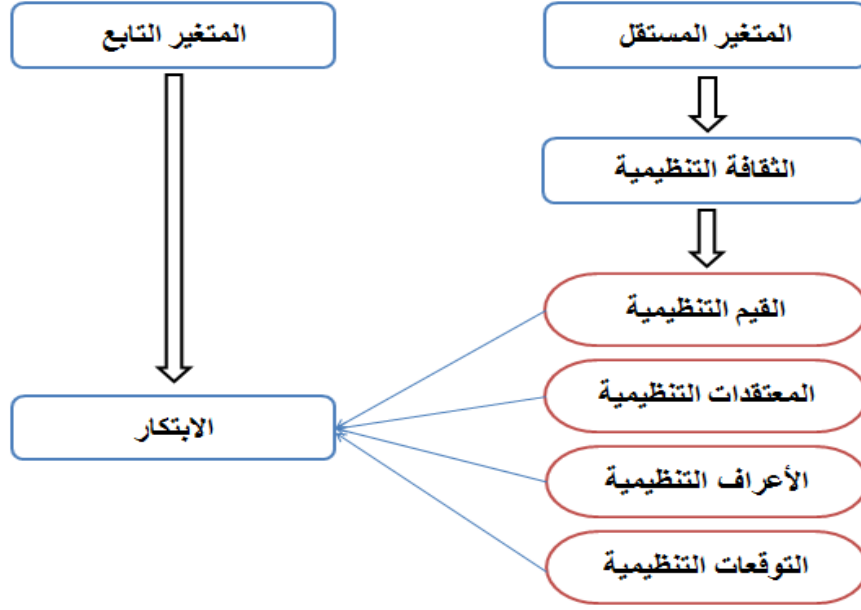 المتغير المستقل
المتغير التابع
الثقافة التنظيمية
القيم التنظيمية
المعتقدات التنظيمية
الابتكار
الأعراف التنظيمية
التوقعات التنظيمية